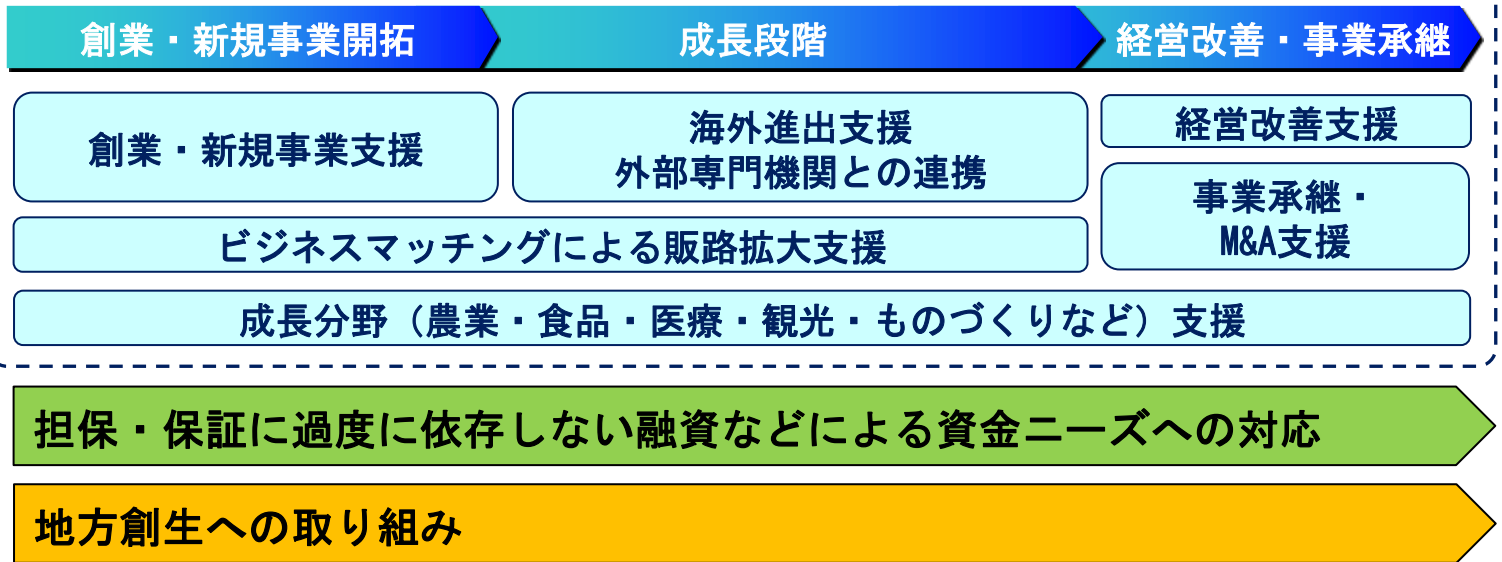 創業・新規事業開拓
成長段階
経営改善・事業承継
創業・新規事業支援
海外進出支援
外部専門機関との連携
経営改善支援
事業承継・
M&A支援
ビジネスマッチングによる販路拡大支援
成長分野（農業・食品・医療・観光・ものづくりなど）支援
担保・保証に過度に依存しない融資などによる資金ニーズへの対応
地方創生への取り組み